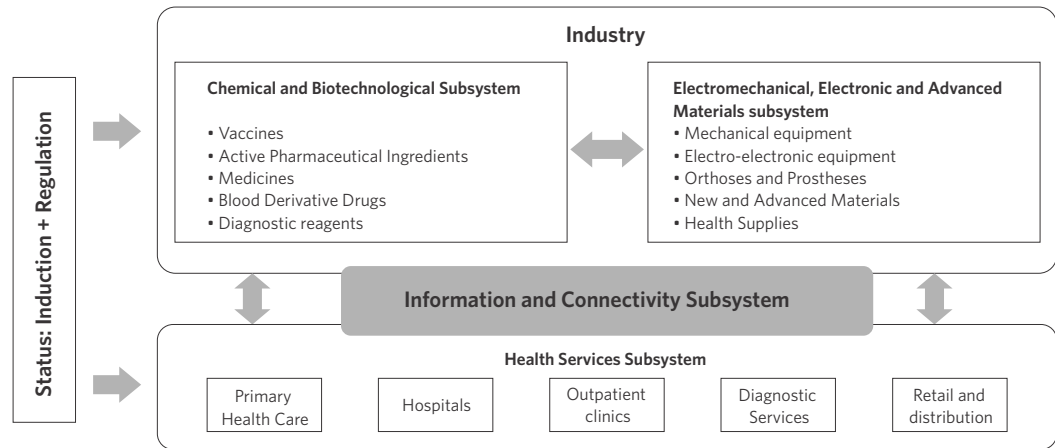 Status: Induction + Regulation
Industry
Chemical and Biotechnological Subsystem
▪ Vaccines
▪ Active Pharmaceutical Ingredients
▪ Medicines
▪ Blood Derivative Drugs
▪ Diagnostic reagents
Electromechanical, Electronic and Advanced
Materials subsystem
▪ Mechanical equipment
▪ Electro-electronic equipment
▪ Orthoses and Prostheses
▪ New and Advanced Materials
▪ Health Supplies
Information and Connectivity Subsystem
Health Services Subsystem
Primary
Health Care
Hospitals
Outpatient
clinics
Diagnostic
Services
Retail and
distribution